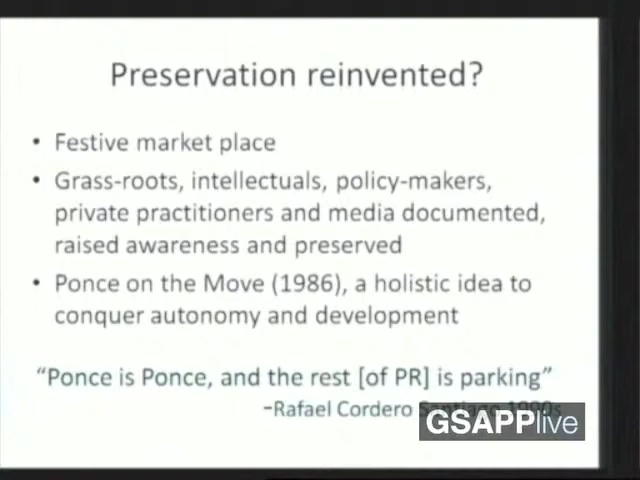 Preservation reinvented?
• Festive market place
• Grass-roots, intellectuals, policy-makers,
private practitioners and media documented,
raised awareness and preserved
• Ponce on the Move (1986), a holistic idea to
conquer autonomy and development
“Ponce is Ponce, and the rest [of PR] is parking”
–Rafael Cordero Santiago 1990s
GSAPPlive